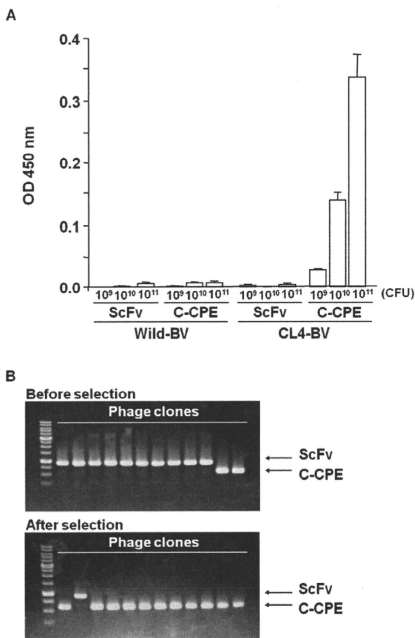 A
OD 450 nm
0.4
0.3
0.2
0.1
0.0
10⁹ 10¹⁰ 10¹¹ 10⁹ 10¹⁰ 10¹¹ 10⁹ 10¹⁰ 10¹¹ 10⁹ 10¹⁰ 10¹¹ (CFU)
ScFv C-CPE ScFv C-CPE
Wild-BV CL4-BV
B
Before selection
Phage clones
ScFv
C-CPE
After selection
Phage clones
ScFv
C-CPE